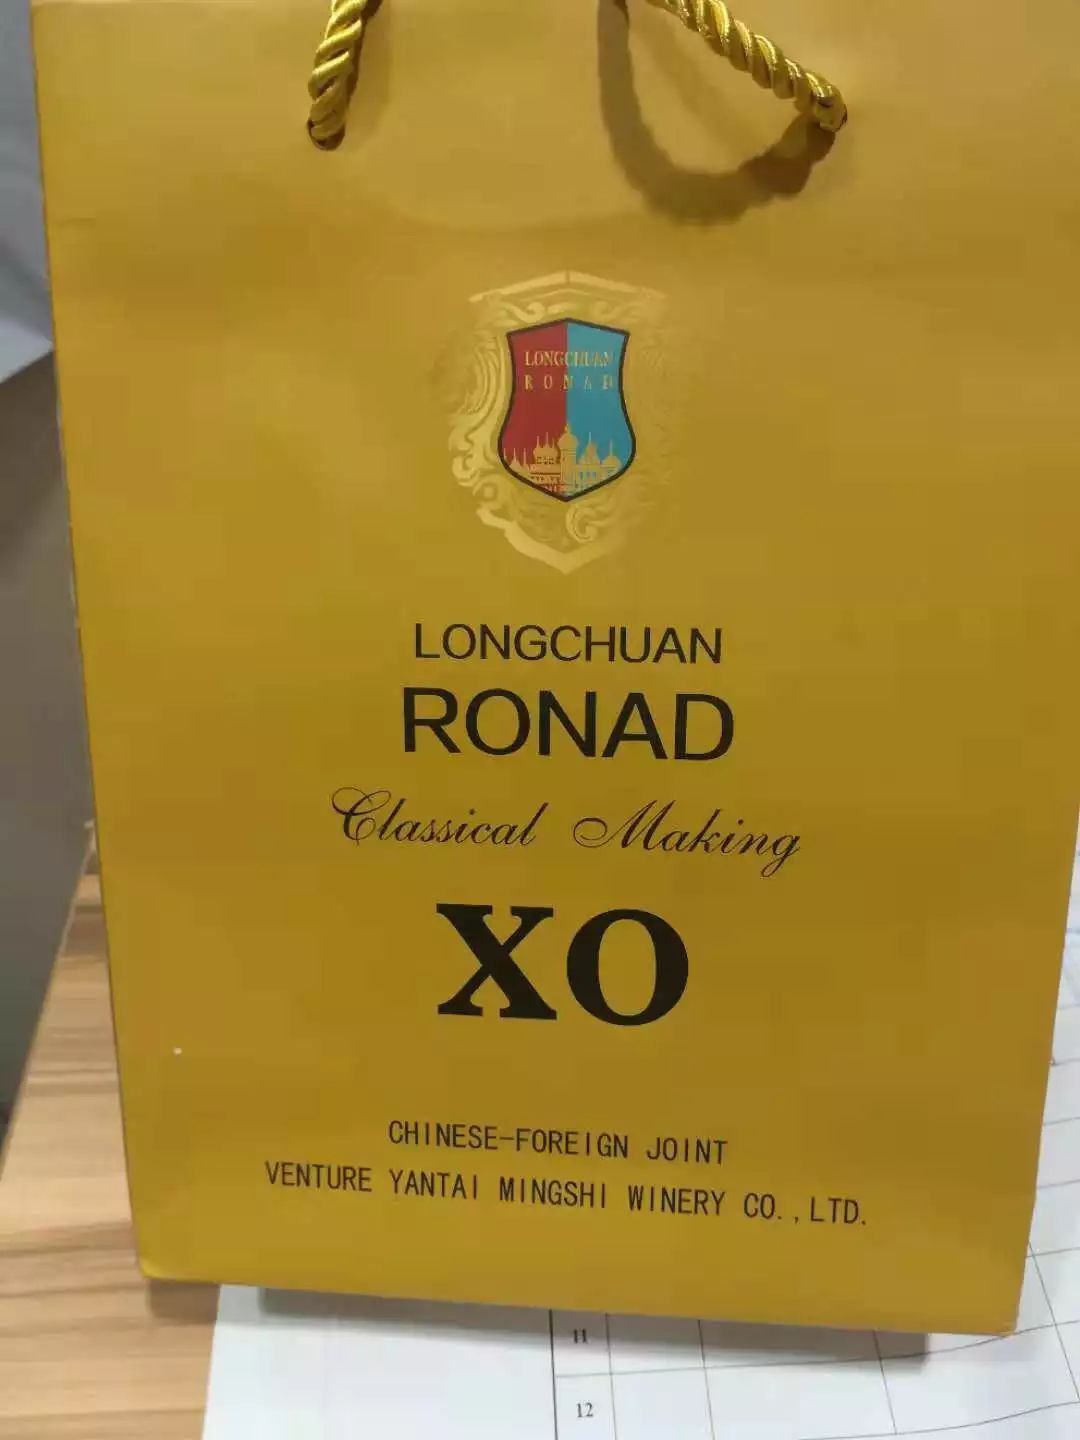 LONGCHUAN
RONAD
LONGCHUAN
RONAD
Classical Making
XO
CHINESE-FOREIGN JOINT
VENTURE YANTAI MINGSHI WINERY CO.,LTD.
11
12